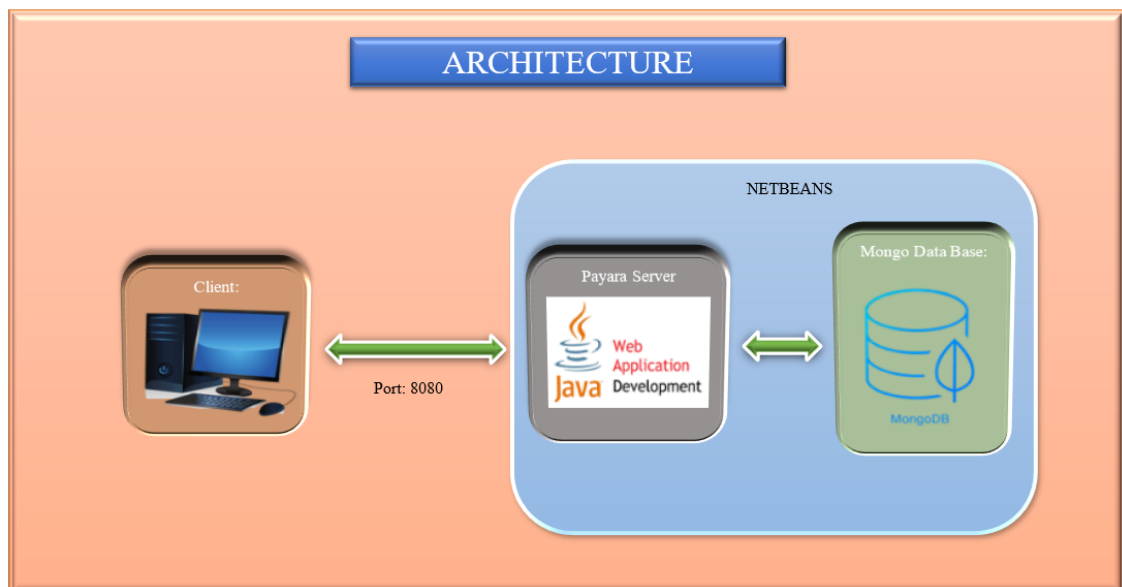 ARCHITECTURE
NETBEANS
Client:
Port: 8080
Payara Server
Java
Web
Application
Development
Mongo Data Base:
MongoDB